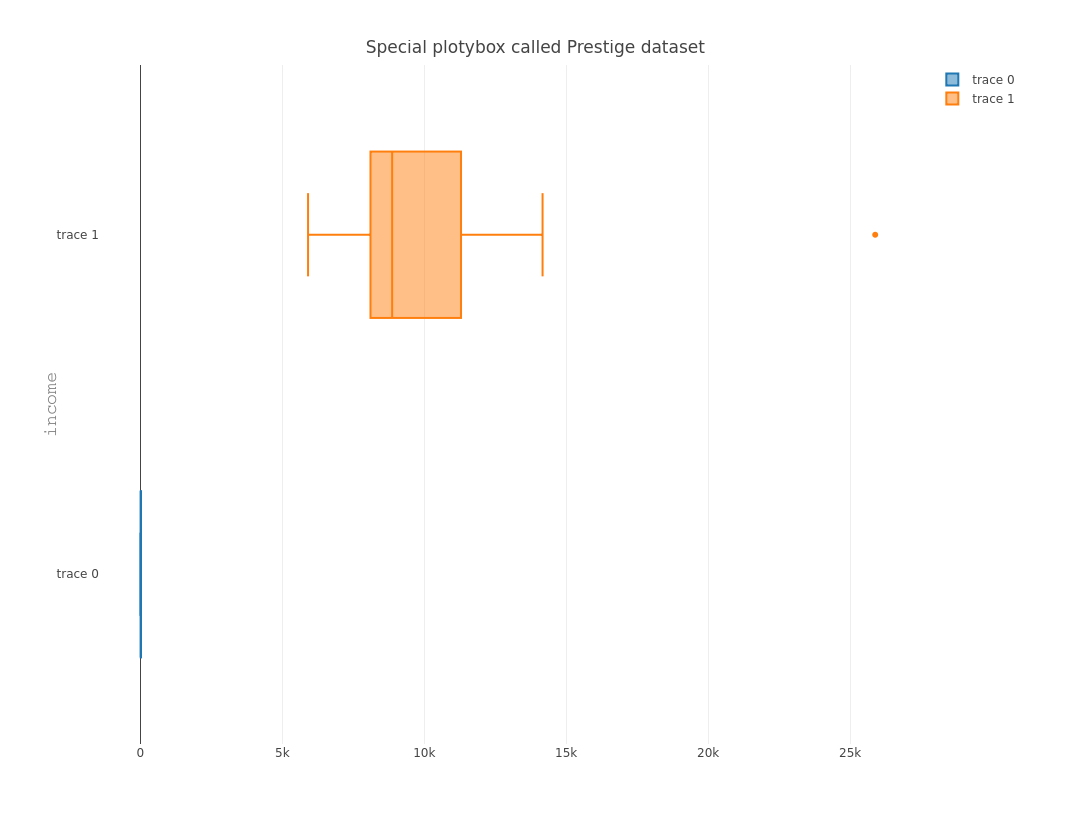 Special plotybox called Prestige dataset
trace 0
trace 1
trace 1
income
trace 0
0
5k
10k
15k
20k
25k